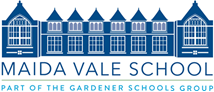 MAIDA VALE SCHOOL
PART OF THE GARDENER SCHOOLS GROUP